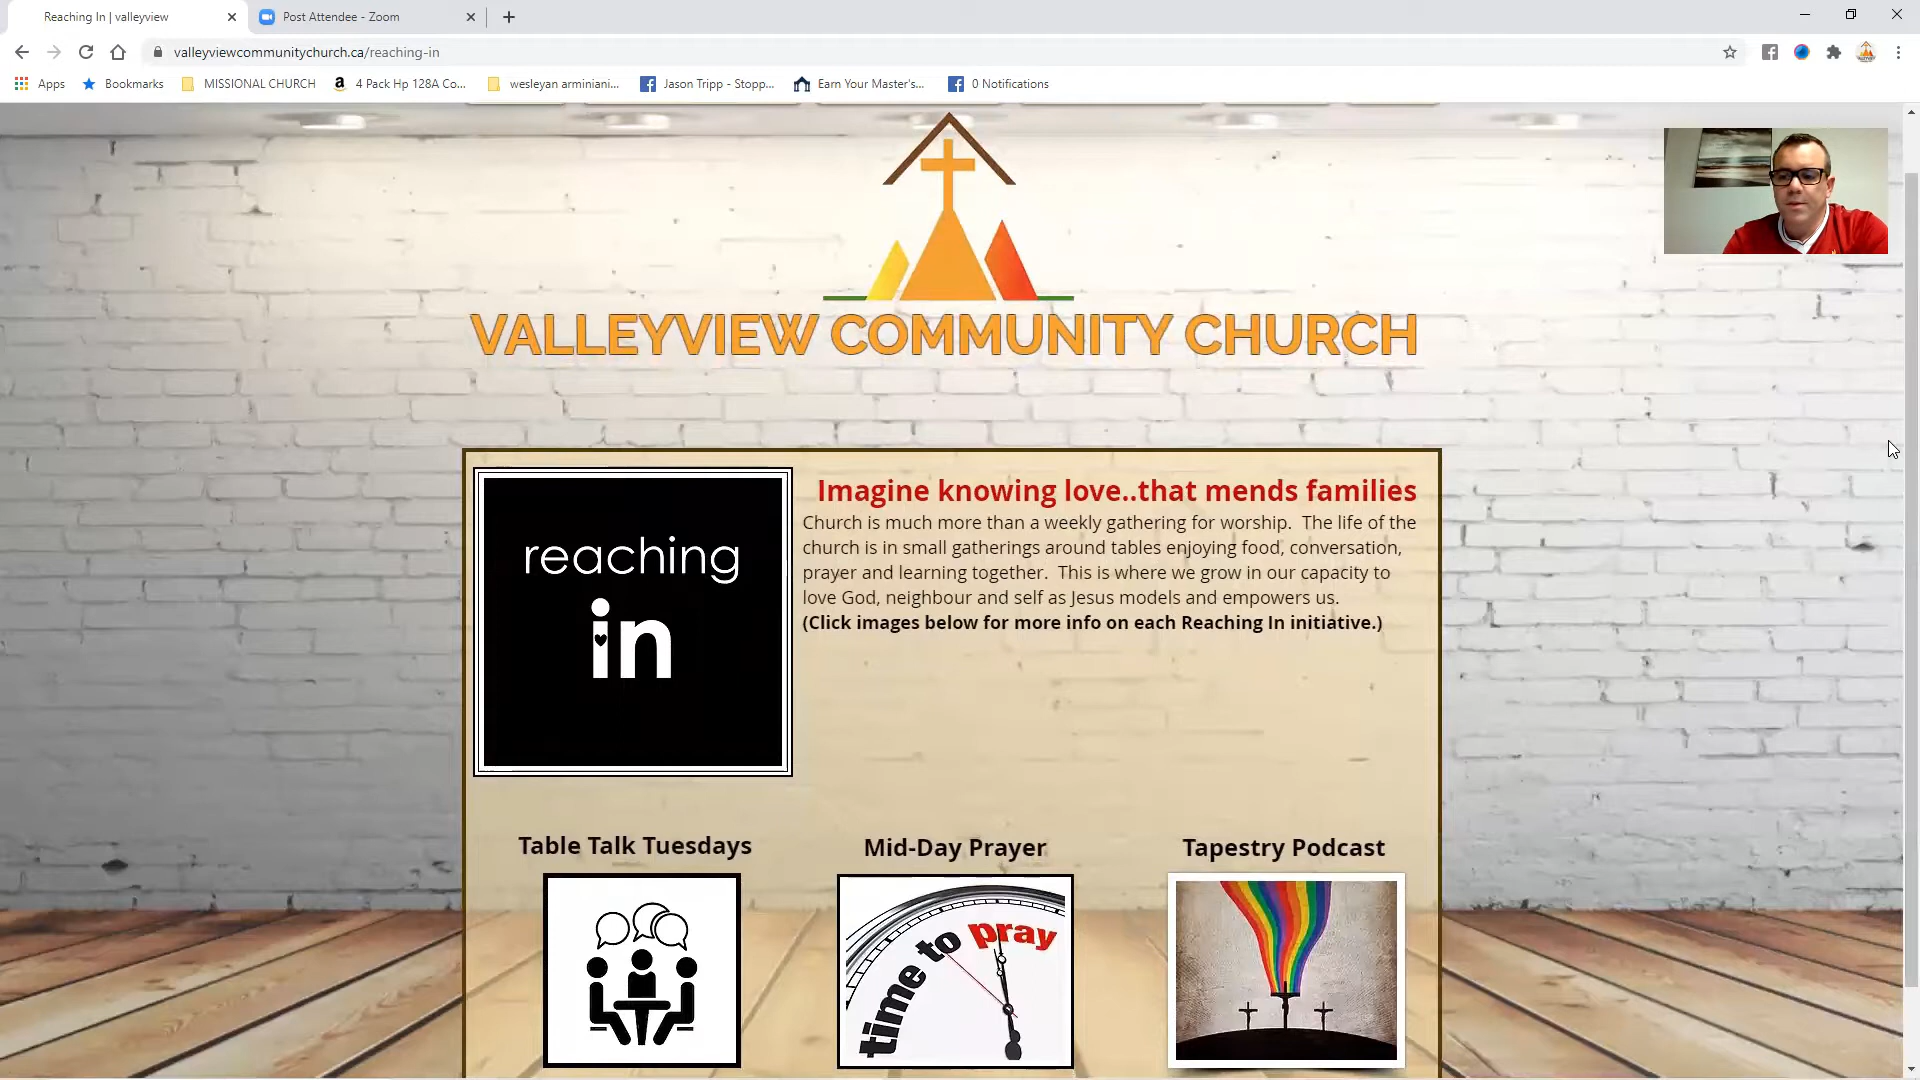 Reaching In | valleyview
Post Attendee - Zoom
valleyviewcommunitychurch.ca/reaching-in
Apps
Bookmarks
MISSIONAL CHURCH
4 Pack Hp 128A Co...
wesleyan arminiani...
Jason Tripp - Stopp...
Earn Your Master's...
0 Notifications
VALLEYVIEW COMMUNITY CHURCH
reaching
in
Imagine knowing love..that mends families
Church is much more than a weekly gathering for worship.  The life of the
church is in small gatherings around tables enjoying food, conversation,
prayer and learning together.  This is where we grow in our capacity to
love God, neighbour and self as Jesus models and empowers us.
(Click images below for more info on each Reaching In initiative.)
Table Talk Tuesdays
Mid-Day Prayer
Tapestry Podcast
time to pray